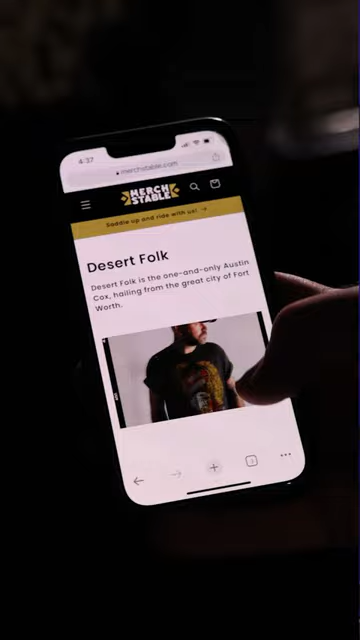 4:37
merchstable.com
MERCH
STABLE
Saddle up and ride with us! →
Desert Folk
Desert Folk is the one-and-only Austin
Cox, hailing from the great city of Fort
Worth.